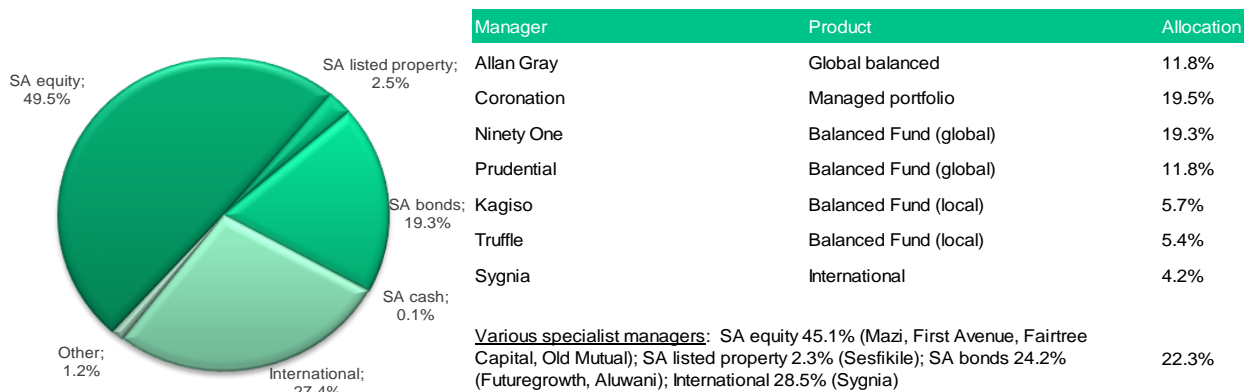 SA equity;
49.5%
SA listed property;
2.5%
SA bonds;
19.3%
SA cash;
0.1%
International;
27.4%
Other;
1.2%
Manager Product Allocation
Allan Gray Global balanced 11.8%
Coronation Managed portfolio 19.5%
Ninety One Balanced Fund (global) 19.3%
Prudential Balanced Fund (global) 11.8%
Kagiso Balanced Fund (local) 5.7%
Truffle Balanced Fund (local) 5.4%
Sygnia International 4.2%
Various specialist managers: SA equity 45.1% (Mazi, First Avenue, Fairtree
Capital, Old Mutual); SA listed property 2.3% (Sesfikile); SA bonds 24.2% 22.3%
(Futuregrowth, Aluwani); International 28.5% (Sygnia)